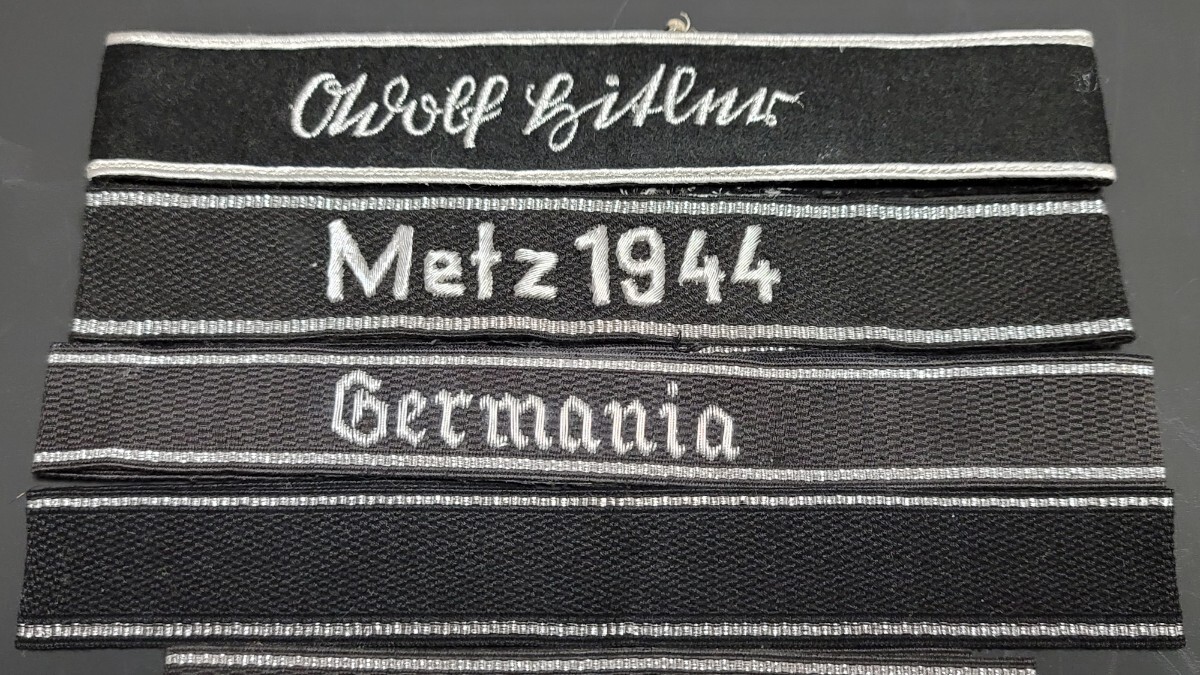 Adolf Hitler
Metz 1944
Germania